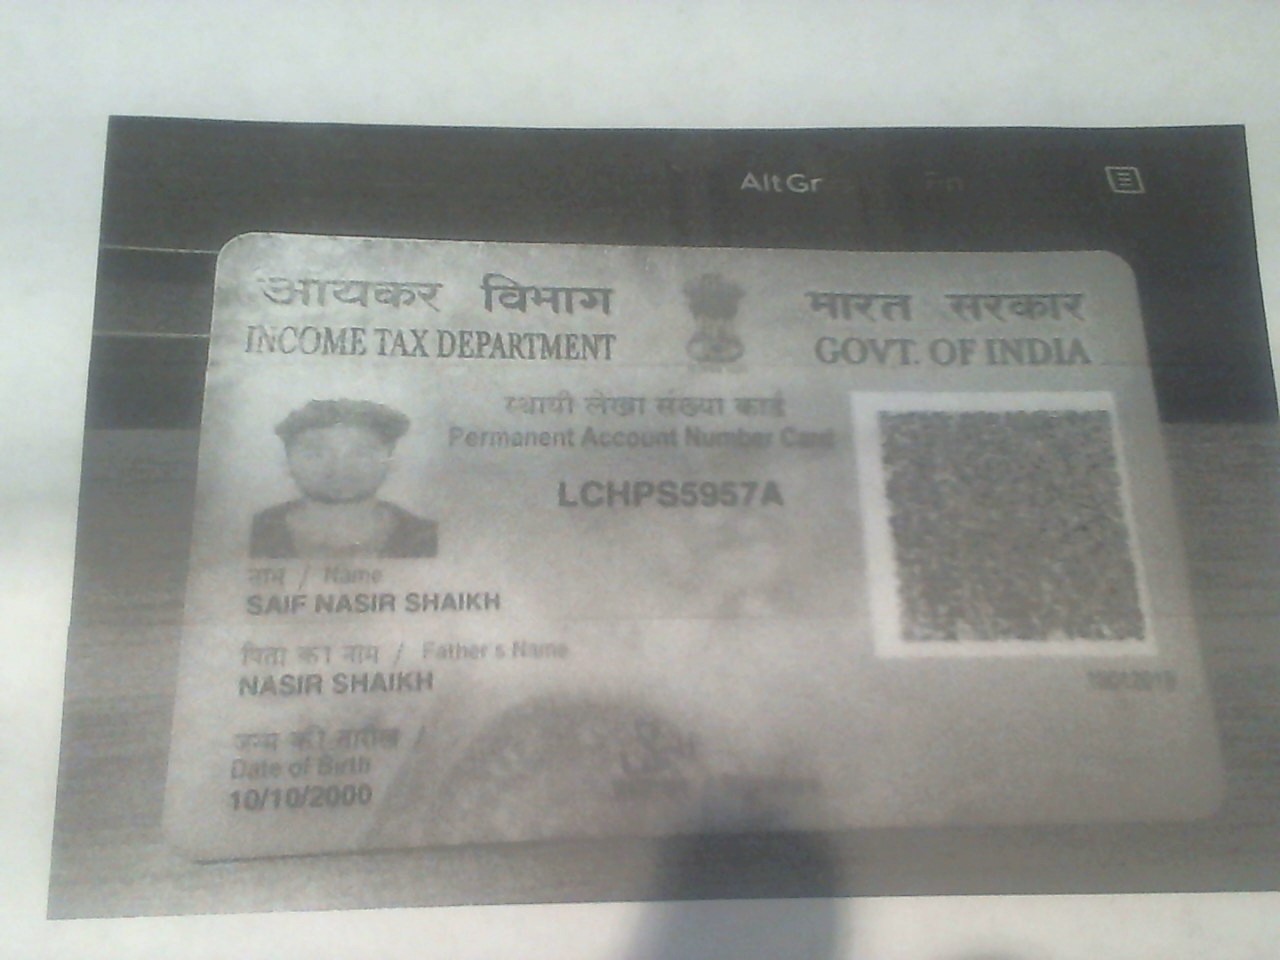 AltGr
आयकर विभाग
INCOME TAX DEPARTMENT
भारत सरकार
GOVT. OF INDIA
स्थायी लेखा संख्या कार्ड
Permanent Account Number Card
LCHPS5957A
नाम / Name
SAIF NASIR SHAIKH
पिता का नाम / Father's Name
NASIR SHAIKH
जन्म की तारीख /
Date of Birth
10/10/2000